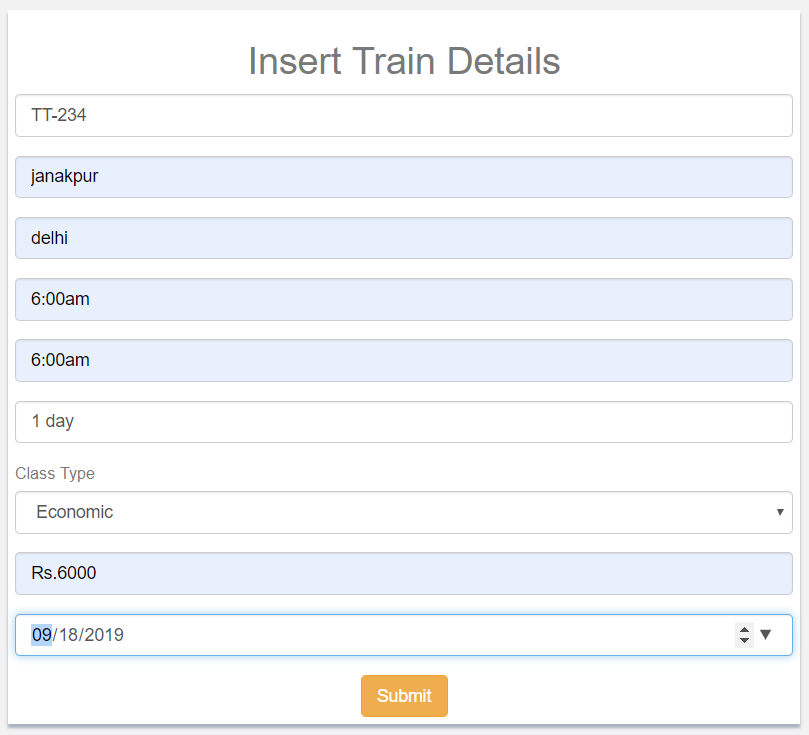 Insert Train Details
TT-234
janakpur
delhi
6:00am
6:00am
1 day
Class Type
Economic
Rs.6000
09/18/2019
Submit